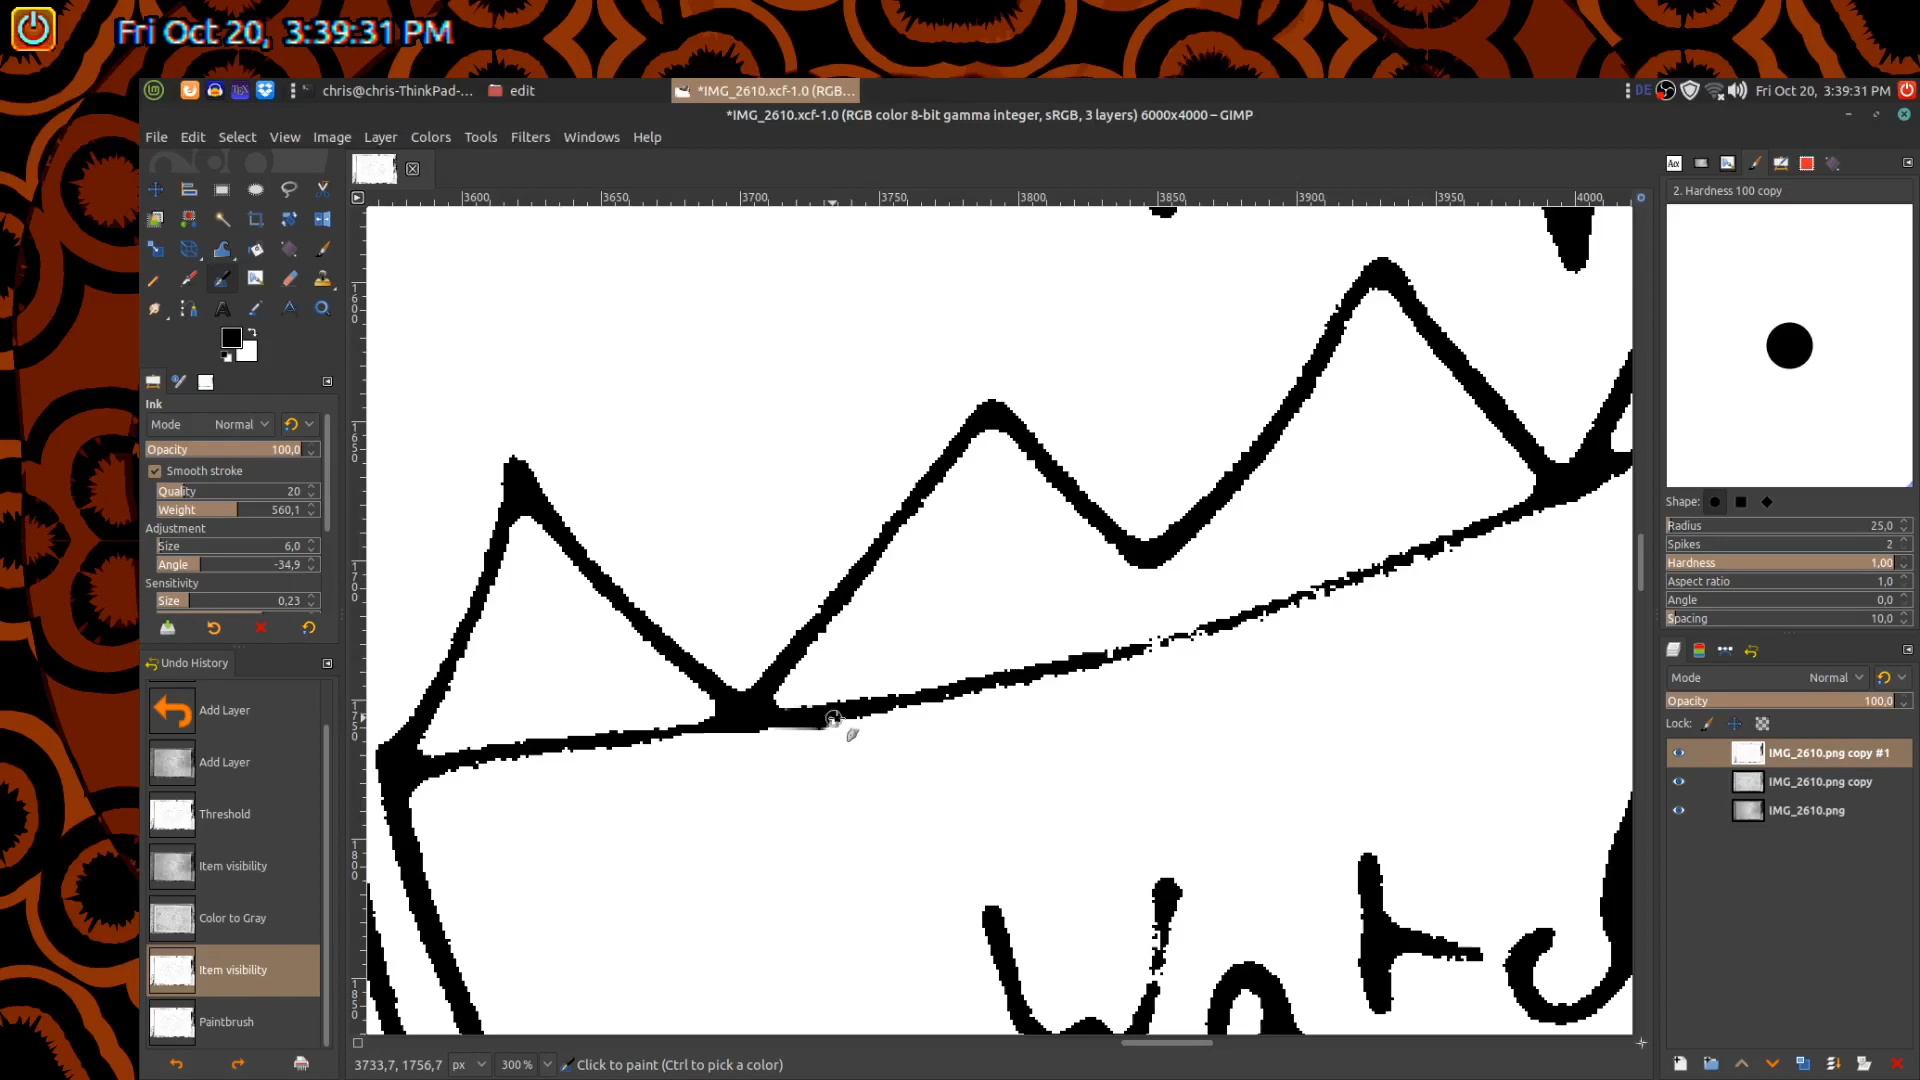 Fri Oct 20, 3:39:31 PM
chris@chris-ThinkPad-... edit *IMG_2610.xcf-1.0 (RGB... DE Fri Oct 20, 3:39:31 PM
*IMG_2610.xcf-1.0 (RGB color 8-bit gamma integer, sRGB, 3 layers) 6000x4000 – GIMP
File Edit Select View Image Layer Colors Tools Filters Windows Help
2. Hardness 100 copy
3600 3650 3700 3750 3800 3850 3900 3950 4000
1600
1650
1700
1750
1800
1850
Ink
Mode Normal
Opacity 100,0
Smooth stroke
Quality 20
Weight 560,1
Adjustment
Size 6,0
Angle -34,9
Sensitivity
Size 0,23
Undo History
Add Layer
Add Layer
Threshold
Item visibility
Color to Gray
Item visibility
Paintbrush
Shape:
Radius 25,0
Spikes 2
Hardness 1,00
Aspect ratio 1,0
Angle 0,0
Spacing 10,0
Mode Normal
Opacity 100,0
Lock:
IMG_2610.png copy #1
IMG_2610.png copy
IMG_2610.png
3733,7, 1756,7 px 300 % Click to paint (Ctrl to pick a color)